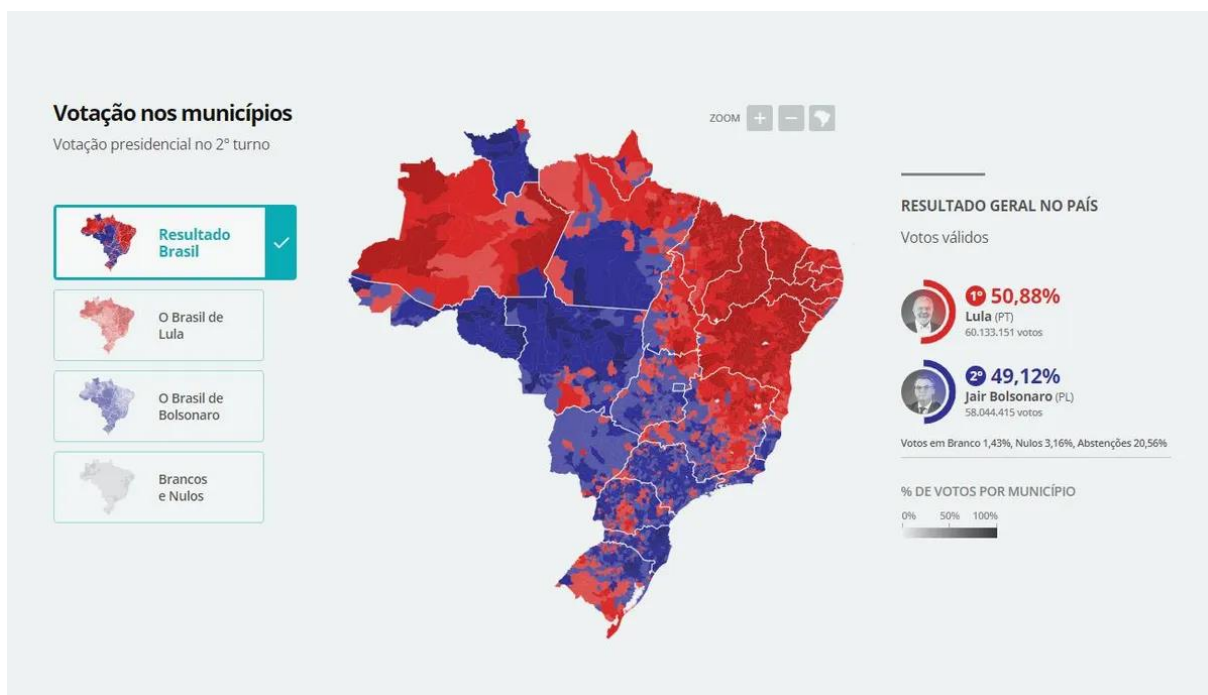 Votação nos municípios
Votação presidencial no 2º turno
Resultado
Brasil
O Brasil de
Lula
O Brasil de
Bolsonaro
Brancos
e Nulos
ZOOM + −
RESULTADO GERAL NO PAÍS
Votos válidos
1º 50,88%
Lula (PT)
60.133.151 votos
2º 49,12%
Jair Bolsonaro (PL)
58.044.415 votos
Votos em Branco 1,43%, Nulos 3,16%, Abstenções 20,56%
% DE VOTOS POR MUNICÍPIO
0% 50% 100%